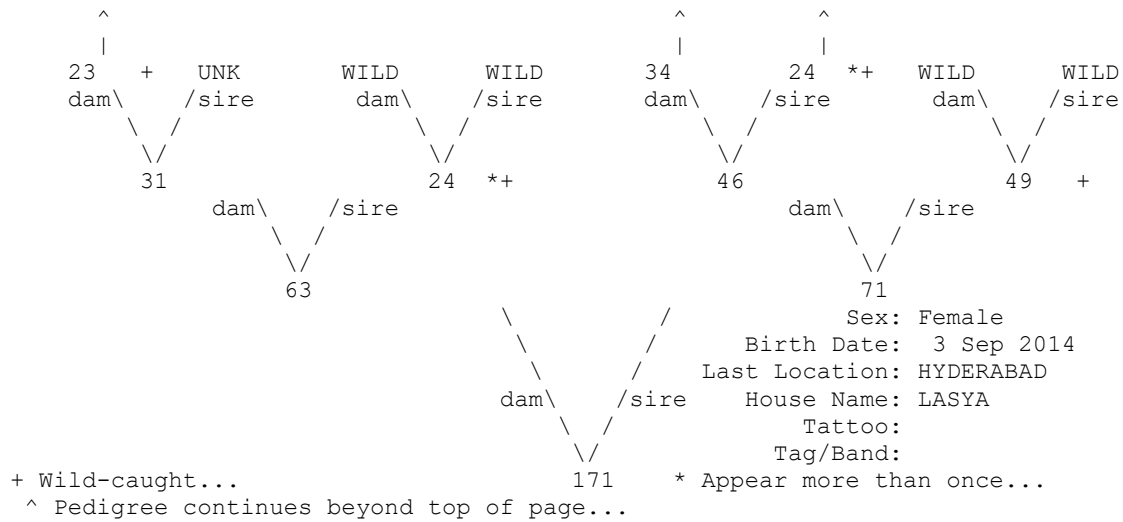 ^ ^ ^
| | |
23 + UNK WILD WILD 34 24 *+ WILD WILD
dam\ /sire dam\ /sire dam\ /sire dam\ /sire
\ / \ / \ / \ /
\/ \/ \/ \/
31 24 *+ 46 49 +
dam\ /sire dam\ /sire
\ / \ /
\/ \/
63 71
\ / Sex: Female
\ / Birth Date: 3 Sep 2014
\ / Last Location: HYDERABAD
dam\ /sire House Name: LASYA
\ / Tattoo:
\/ Tag/Band:
+ Wild-caught... 171 * Appear more than once...
^ Pedigree continues beyond top of page...